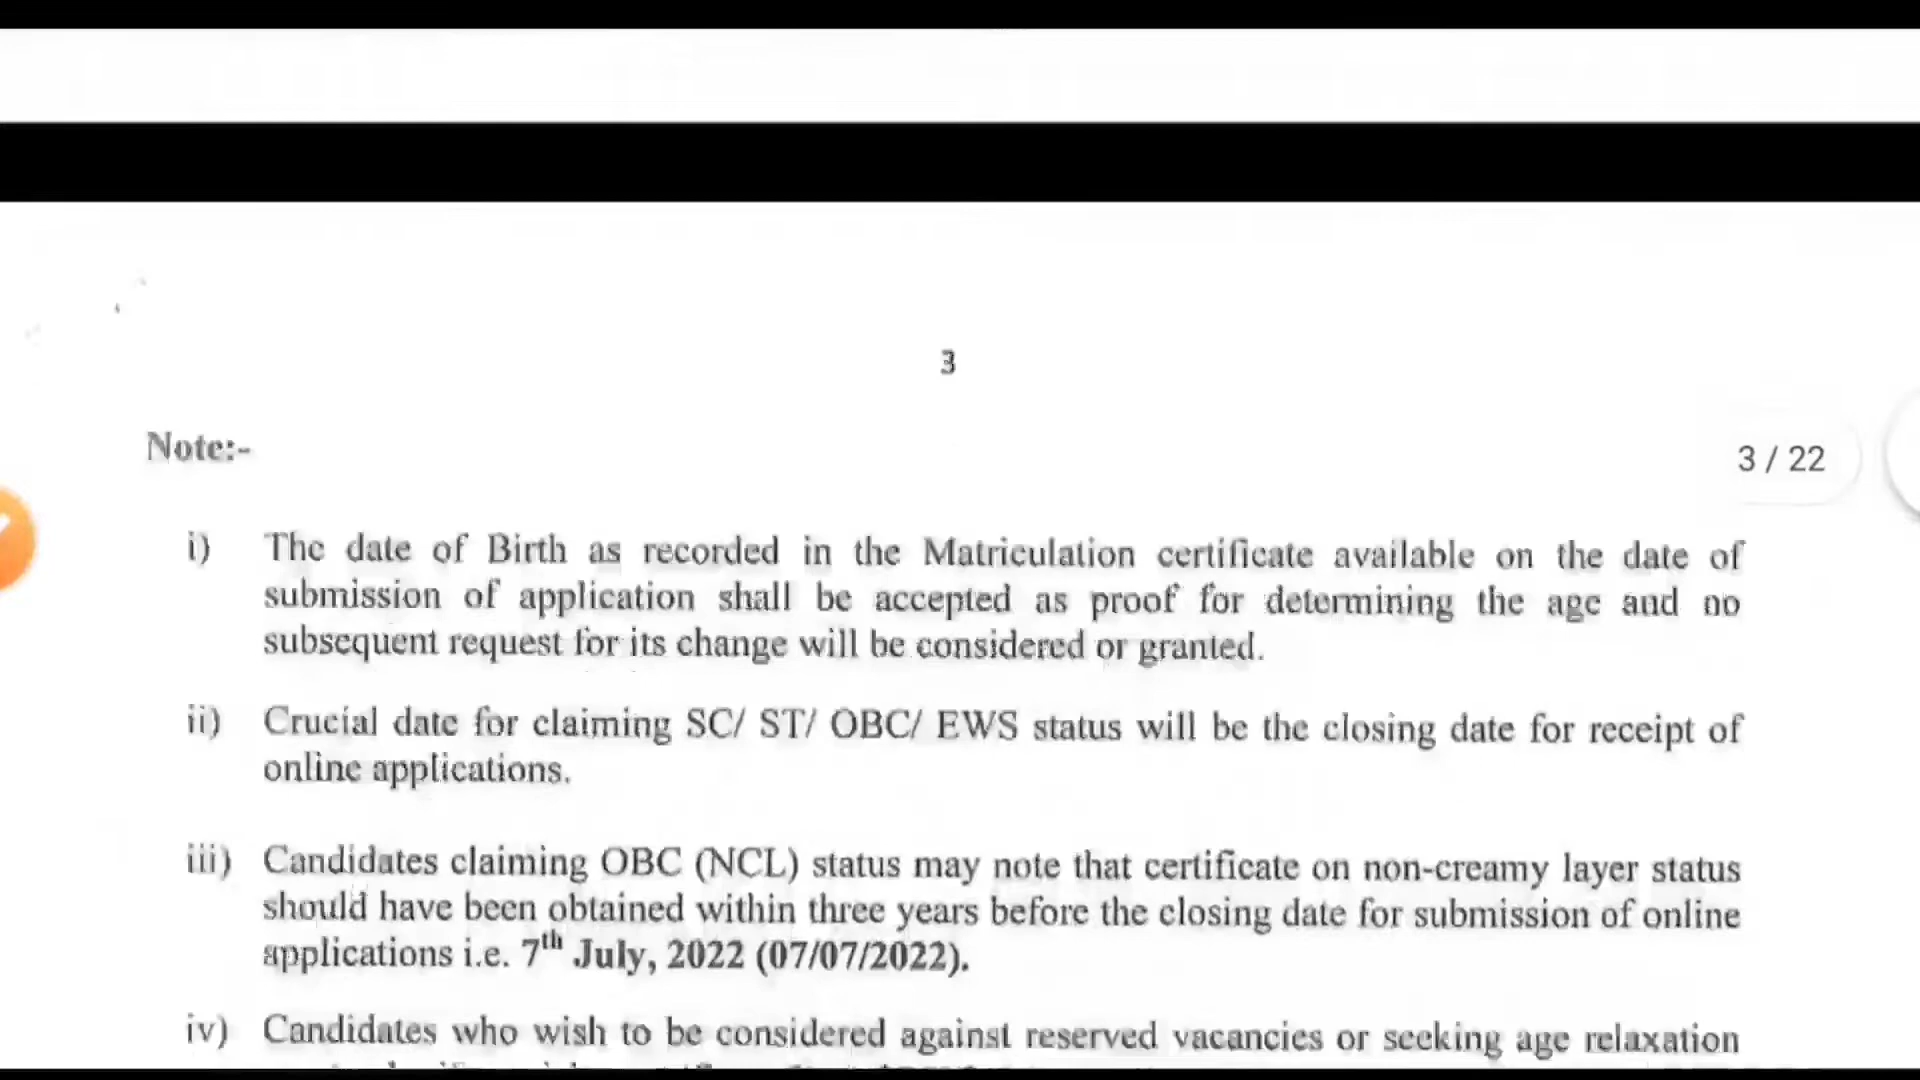 3
Note:-
3 / 22
i) The date of Birth as recorded in the Matriculation certificate available on the date of
submission of application shall be accepted as proof for determining the age and no
subsequent request for its change will be considered or granted.
ii) Crucial date for claiming SC/ ST/ OBC/ EWS status will be the closing date for receipt of
online applications.
iii) Candidates claiming OBC (NCL) status may note that certificate on non-creamy layer status
should have been obtained within three years before the closing date for submission of online
applications i.e. 7th July, 2022 (07/07/2022).
iv) Candidates who wish to be considered against reserved vacancies or seeking age relaxation